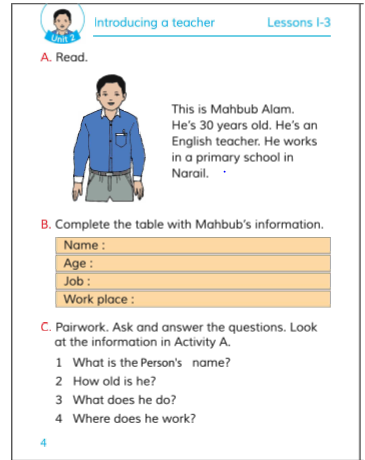 Introducing a teacher Lessons 1-3
Unit 2
A. Read.
This is Mahbub Alam.
He's 30 years old. He's an
English teacher. He works
in a primary school in
Narail.
B. Complete the table with Mahbub's information.
Name :
Age :
Job :
Work place :
C. Pairwork. Ask and answer the questions. Look
at the information in Activity A.
1 What is the Person's name?
2 How old is he?
3 What does he do?
4 Where does he work?
4